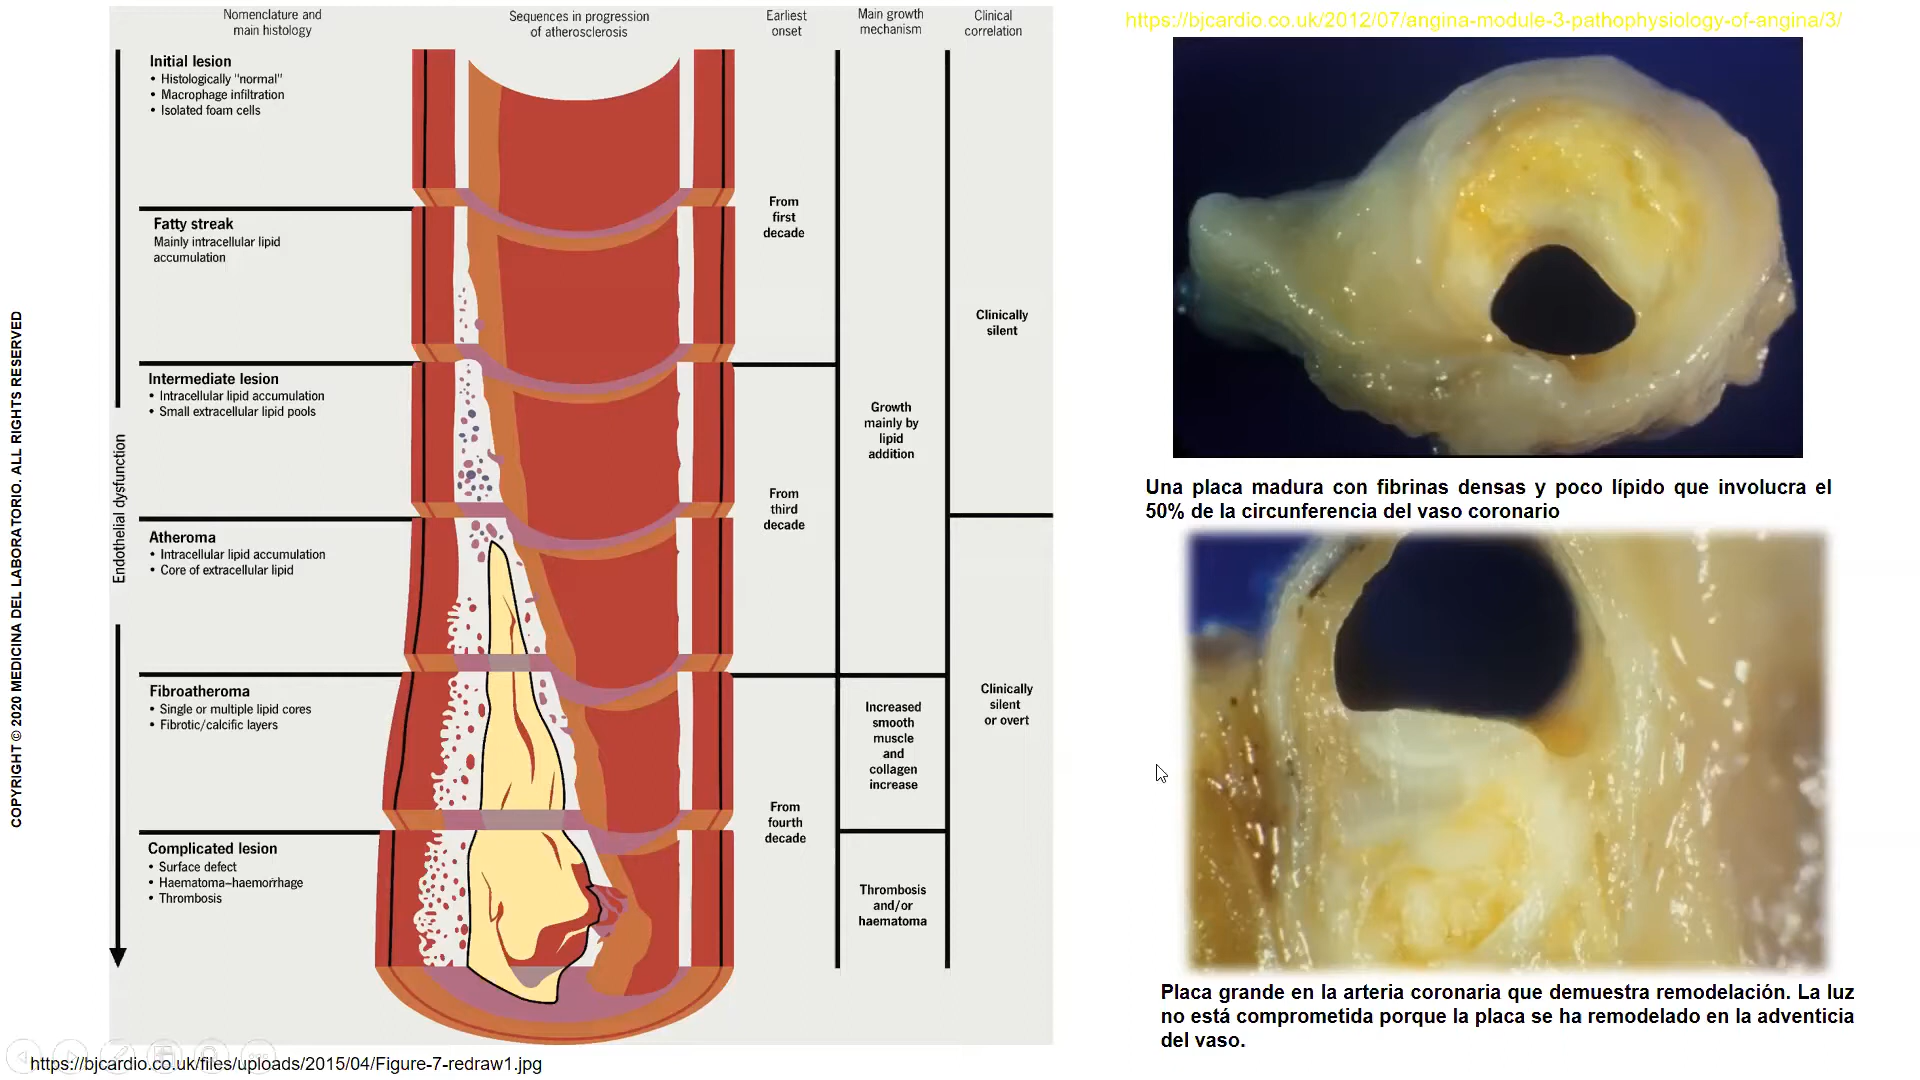 Nomenclature and
main histology
Sequences in progression
of atherosclerosis
Earliest
onset
Main growth
mechanism
Clinical
correlation
Initial lesion
• Histologically "normal"
• Macrophage infiltration
• Isolated foam cells
Fatty streak
Mainly intracellular lipid
accumulation
Intermediate lesion
• Intracellular lipid accumulation
• Small extracellular lipid pools
Atheroma
• Intracellular lipid accumulation
• Core of extracellular lipid
Fibroatheroma
• Single or multiple lipid cores
• Fibrotic/calcific layers
Complicated lesion
• Surface defect
• Haematoma–haemorrhage
• Thrombosis
Endothelial dysfunction
From
first
decade
From
third
decade
From
fourth
decade
Growth
mainly by
lipid
addition
Increased
smooth
muscle
and
collagen
increase
Thrombosis
and/or
haematoma
Clinically
silent
Clinically
silent
or overt
COPYRIGHT © 2020 MEDICINA DEL LABORATORIO. ALL RIGHTS RESERVED
https://bjcardio.co.uk/files/uploads/2015/04/Figure-7-redraw1.jpg
https://bjcardio.co.uk/2012/07/angina-module-3-pathophysiology-of-angina/3/
Una placa madura con fibrinas densas y poco lípido que involucra el
50% de la circunferencia del vaso coronario
Placa grande en la arteria coronaria que demuestra remodelación. La luz
no está comprometida porque la placa se ha remodelado en la adventicia
del vaso.